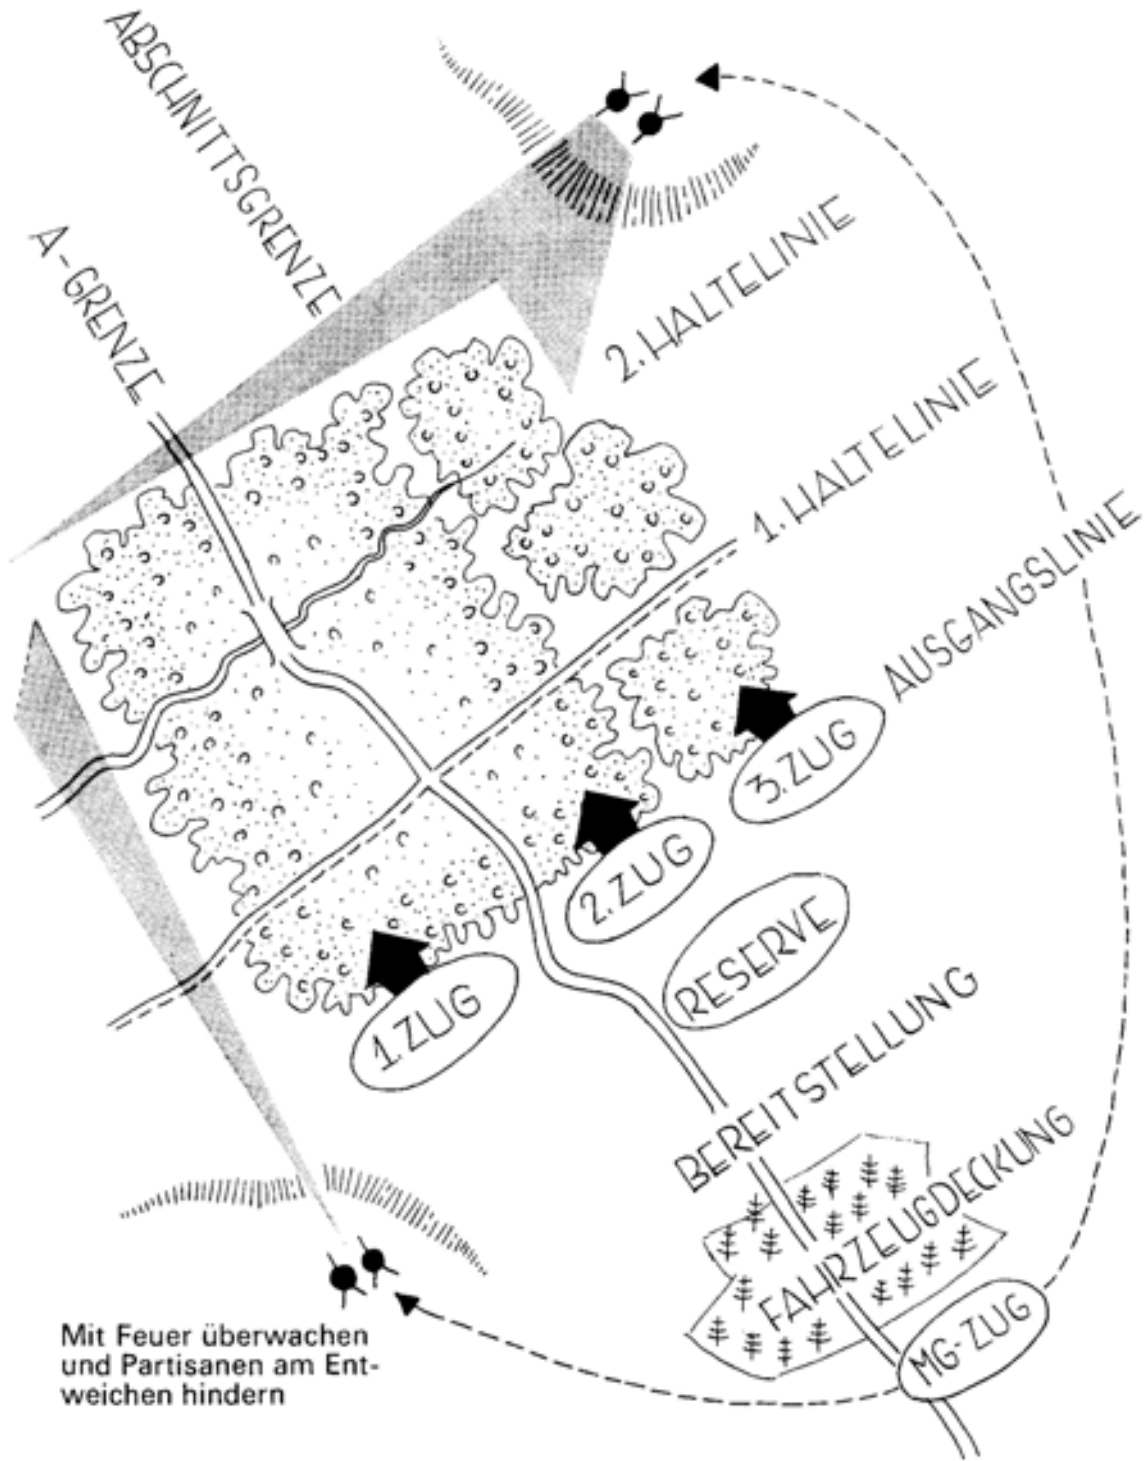 ABSCHNITTSGRENZE
A-GRENZE
2. HALTELINIE
1. HALTELINIE
AUSGANGSLINIE
3. ZUG
2. ZUG
RESERVE
1. ZUG
BEREITSTELLUNG
FAHRZEUGDECKUNG
MG-ZUG
Mit Feuer überwachen
und Partisanen am Ent-
weichen hindern